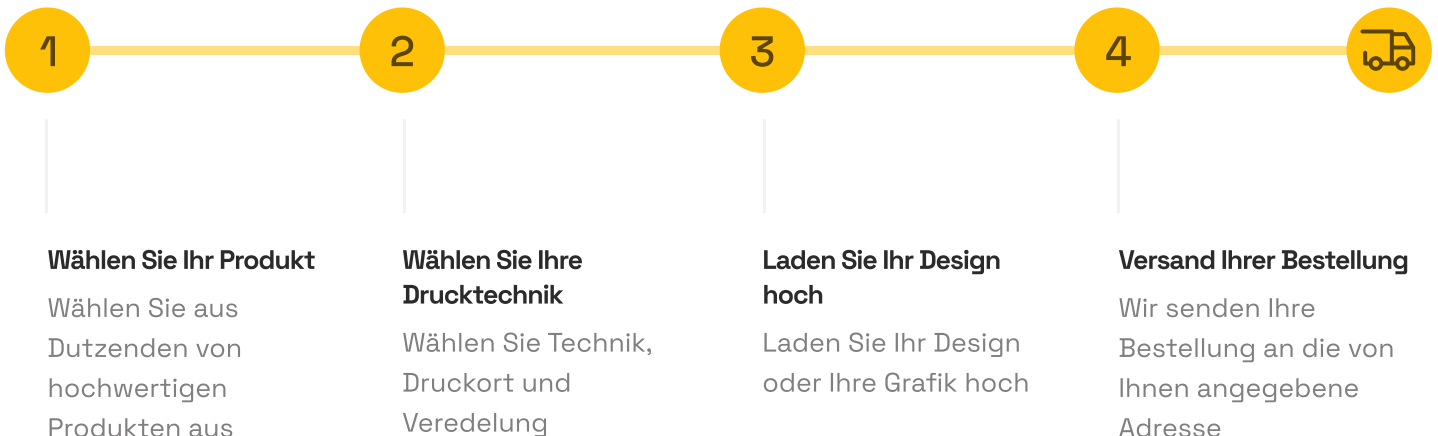 1
2
3
4
Wählen Sie Ihr Produkt
Wählen Sie aus
Dutzenden von
hochwertigen
Produkten aus
Wählen Sie Ihre
Drucktechnik
Wählen Sie Technik,
Druckort und
Veredelung
Laden Sie Ihr Design
hoch
Laden Sie Ihr Design
oder Ihre Grafik hoch
Versand Ihrer Bestellung
Wir senden Ihre
Bestellung an die von
Ihnen angegebene
Adresse